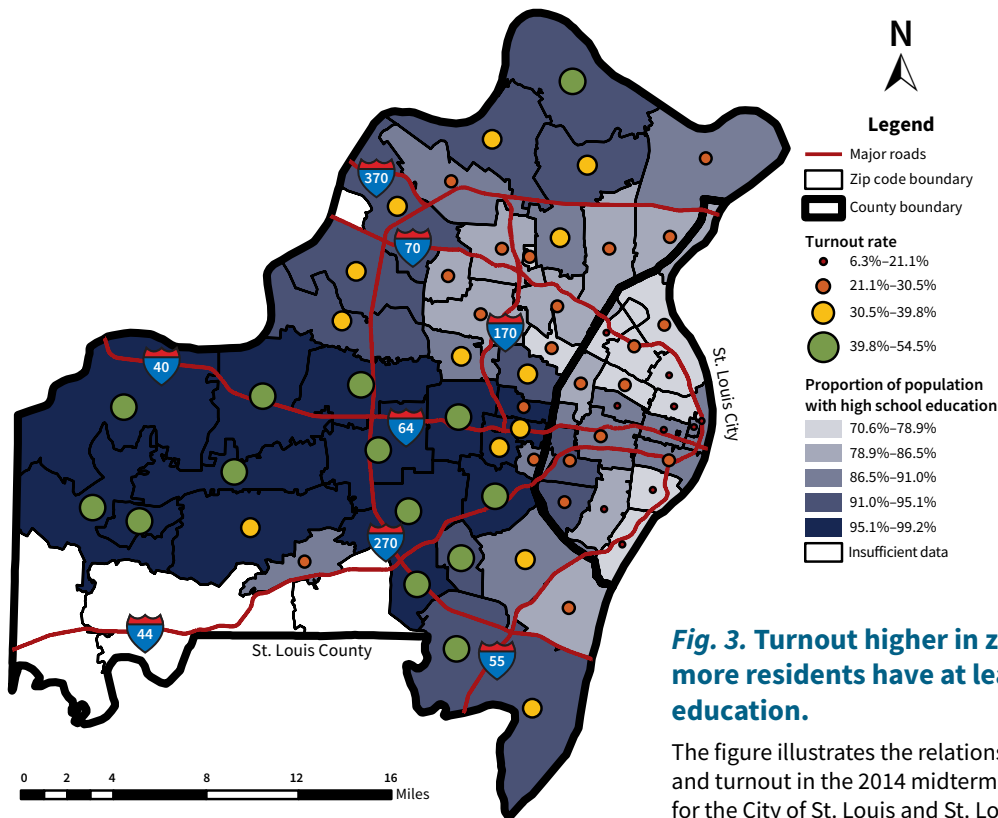 N
Legend
Major roads
Zip code boundary
County boundary
Turnout rate
6.3%–21.1%
21.1%–30.5%
30.5%–39.8%
39.8%–54.5%
Proportion of population
with high school education
70.6%–78.9%
78.9%–86.5%
86.5%–91.0%
91.0%–95.1%
95.1%–99.2%
Insufficient data
370
70
170
40
64
270
44
55
St. Louis City
St. Louis County
0 2 4 8 12 16
Miles
Fig. 3. Turnout higher in z
more residents have at lea
education.
The figure illustrates the relations
and turnout in the 2014 midterm
for the City of St. Louis and St. Lo